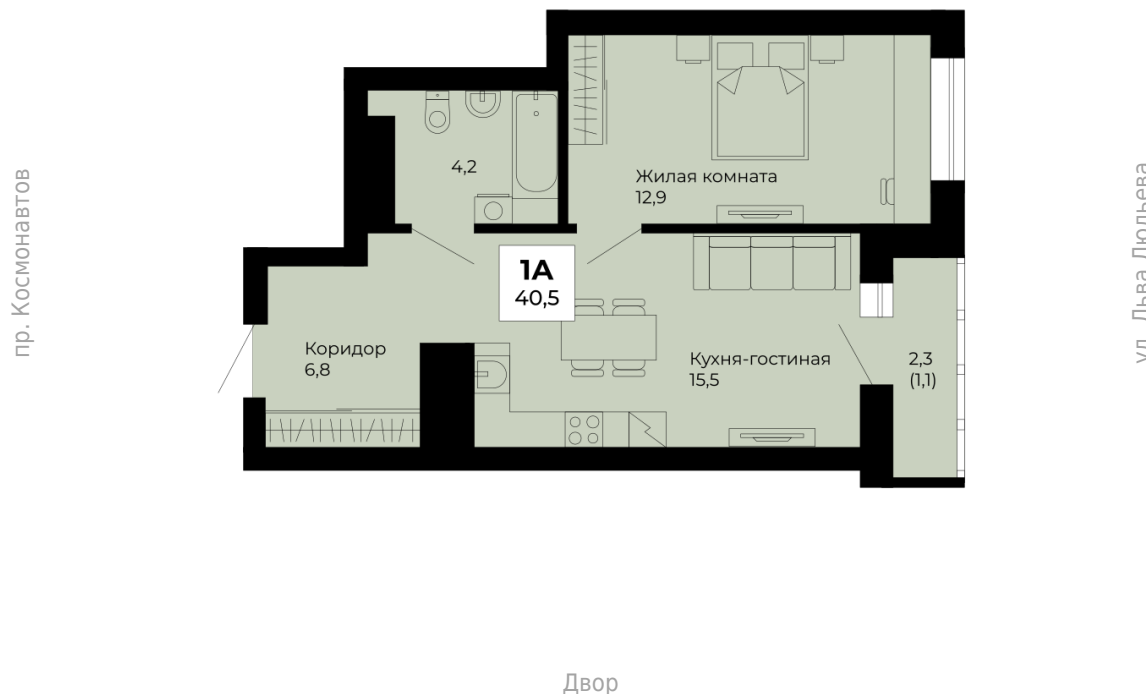 пр. Космонавтов
4,2
Жилая комната
12,9
1А
40,5
Коридор
6,8
Кухня-гостиная
15,5
2,3
(1,1)
ул. Льва
Двор